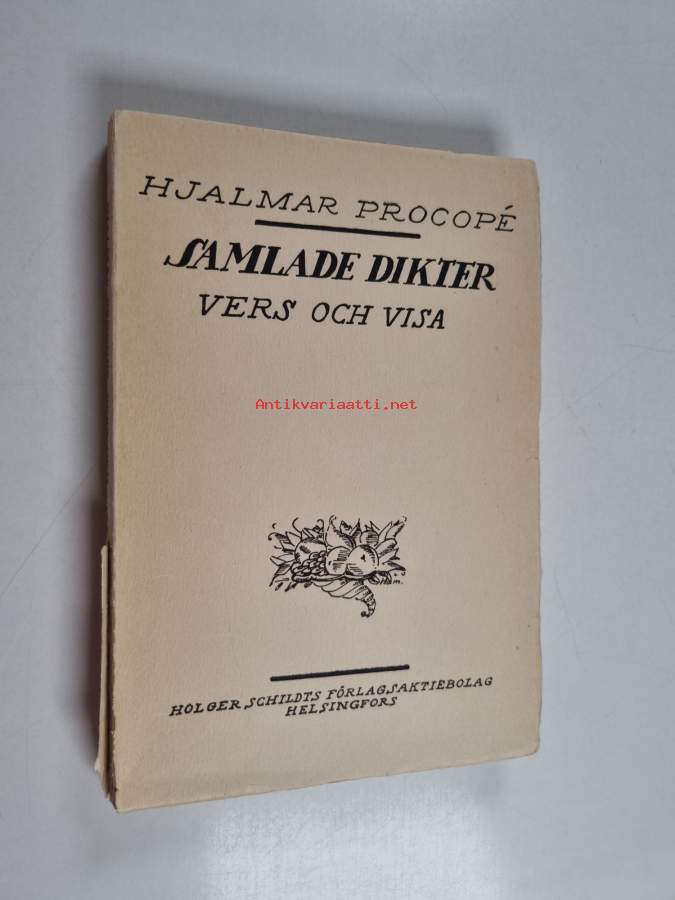 HJALMAR PROCOPÉ
SAMLADE DIKTER
VERS OCH VISA
Antikvariaatti.net
HOLGER SCHILDTS FÖRLAGSAKTIEBOLAG
HELSINGFORS